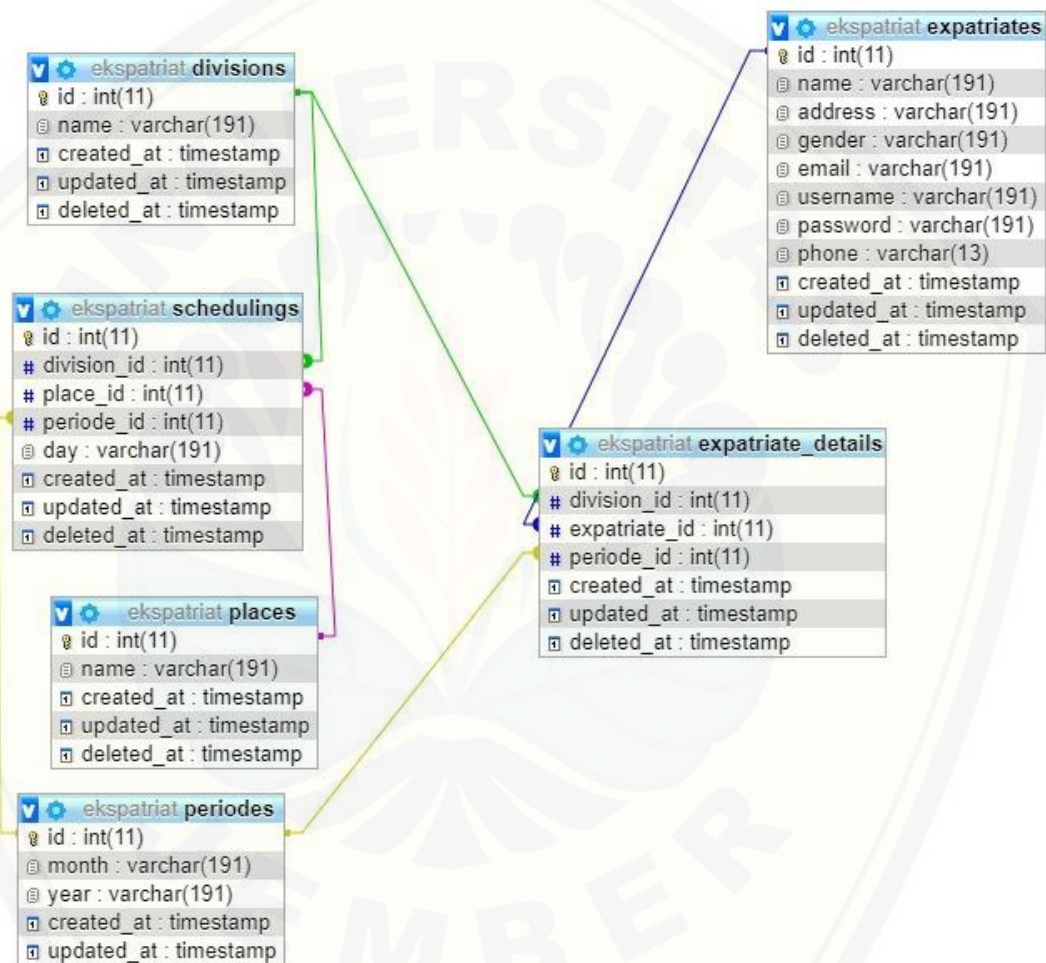 ekspatriat divisions
id : int(11)
name : varchar(191)
created_at : timestamp
updated_at : timestamp
deleted_at : timestamp
ekspatriat schedulings
id : int(11)
# division_id : int(11)
# place_id : int(11)
# periode_id : int(11)
day : varchar(191)
created_at : timestamp
updated_at : timestamp
deleted_at : timestamp
ekspatriat places
id : int(11)
name : varchar(191)
created_at : timestamp
updated_at : timestamp
deleted_at : timestamp
ekspatriat periodes
id : int(11)
month : varchar(191)
year : varchar(191)
created_at : timestamp
updated_at : timestamp
ekspatriat expatriates
id : int(11)
name : varchar(191)
address : varchar(191)
gender : varchar(191)
email : varchar(191)
username : varchar(191)
password : varchar(191)
phone : varchar(13)
created_at : timestamp
updated_at : timestamp
deleted_at : timestamp
ekspatriat expatriate_details
id : int(11)
# division_id : int(11)
# expatriate_id : int(11)
# periode_id : int(11)
created_at : timestamp
updated_at : timestamp
deleted_at : timestamp